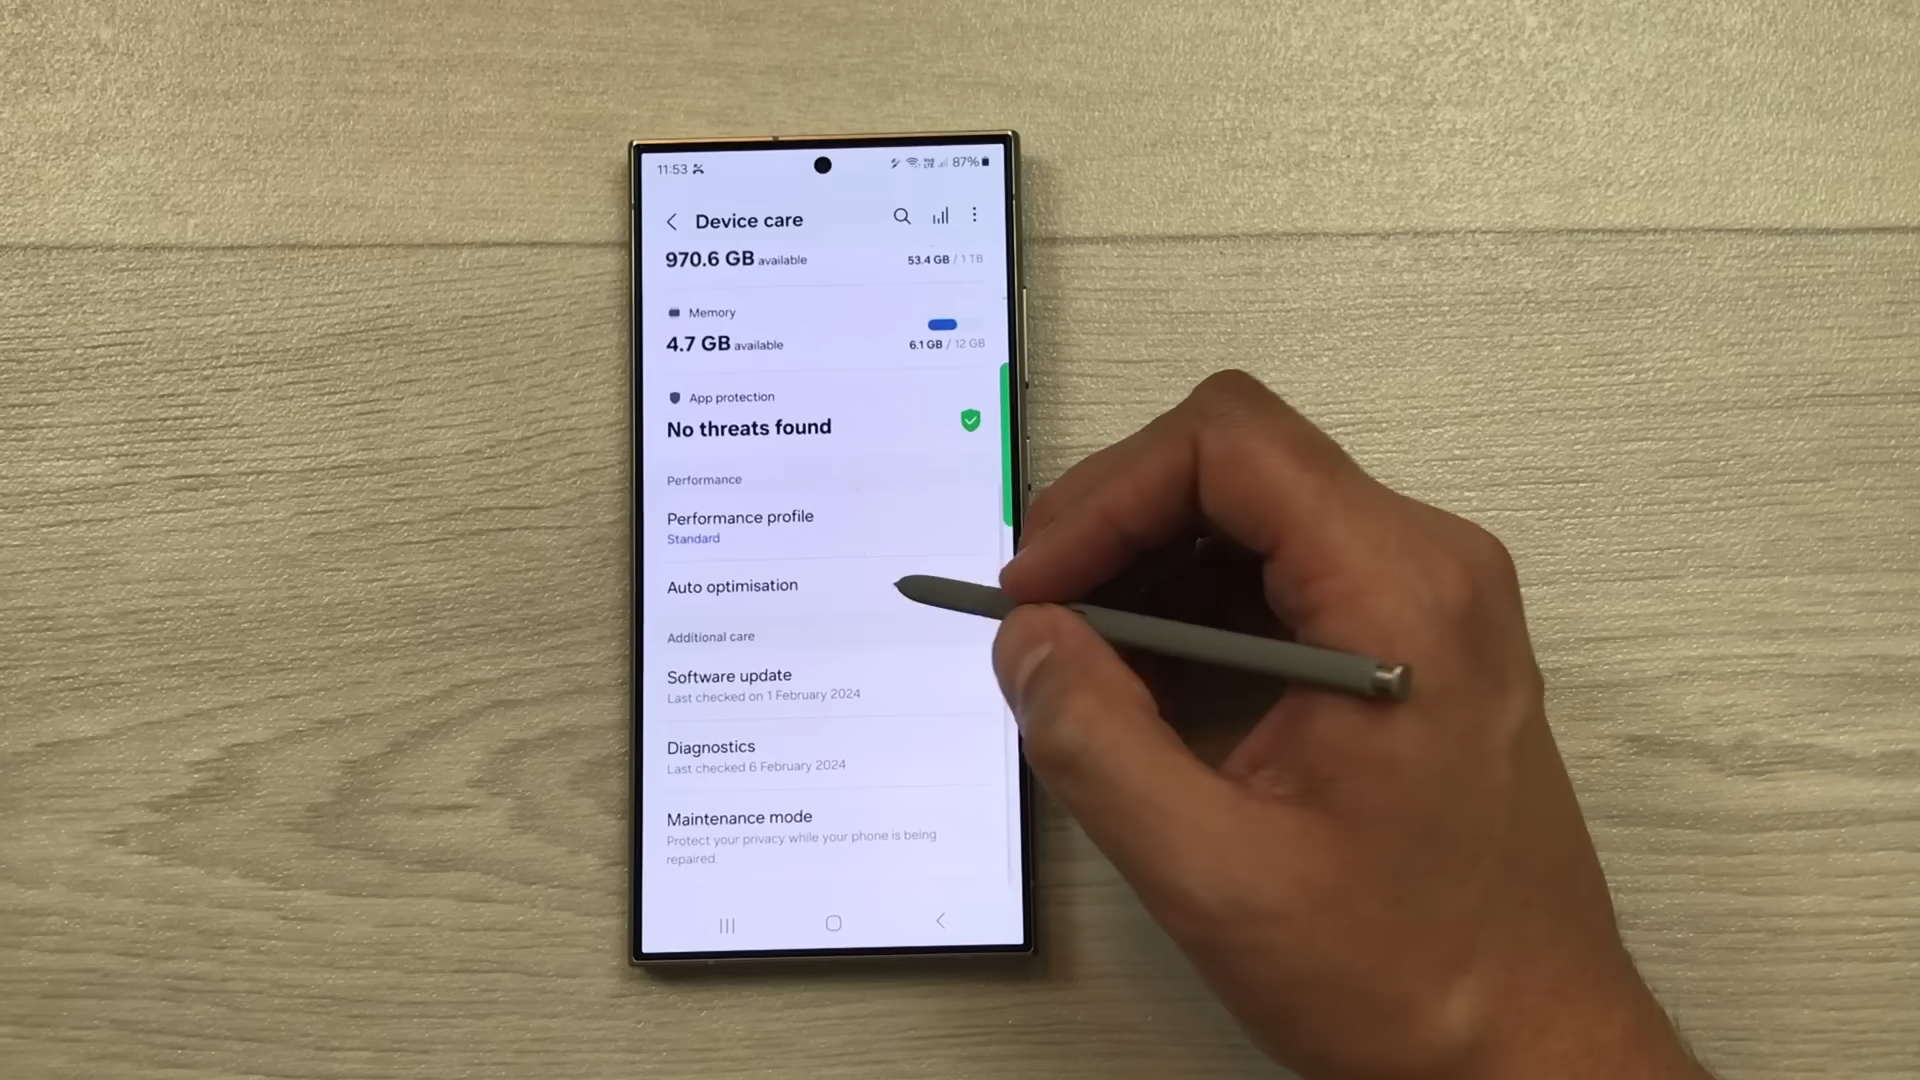 11:53
87%
Device care
970.6 GB available
53.4 GB / 1 TB
Memory
4.7 GB available
6.1 GB / 12 GB
App protection
No threats found
Performance
Performance profile
Standard
Auto optimisation
Additional care
Software update
Last checked on 1 February 2024
Diagnostics
Last checked 6 February 2024
Maintenance mode
Protect your privacy while your phone is being
repaired.